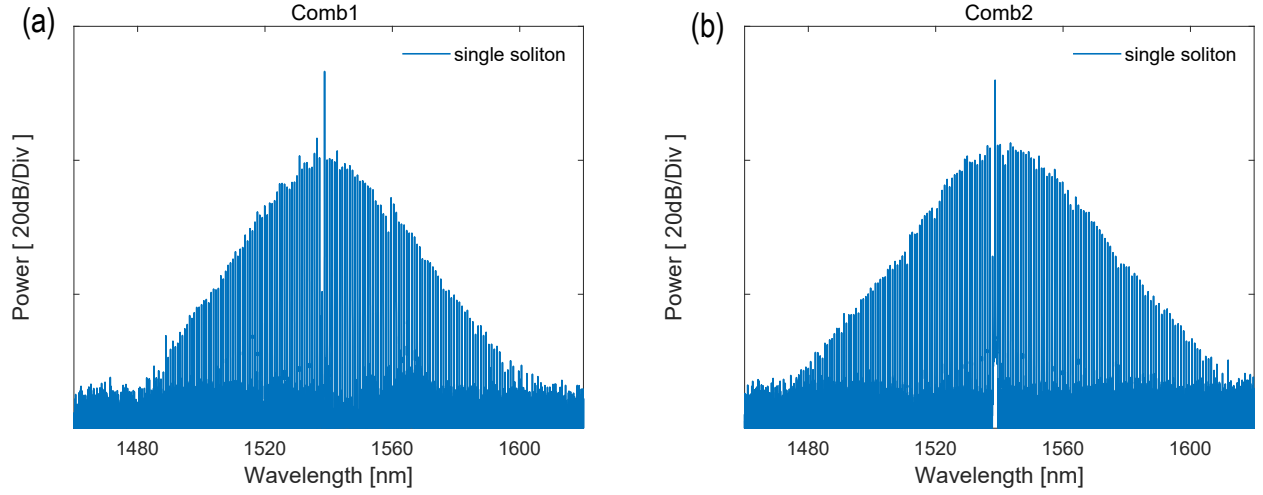 (a)
Comb1
single soliton
Power [ 20dB/Div ]
1480 1520 1560 1600
Wavelength [nm]
(b)
Comb2
single soliton
Power [ 20dB/Div ]
1480 1520 1560 1600
Wavelength [nm]